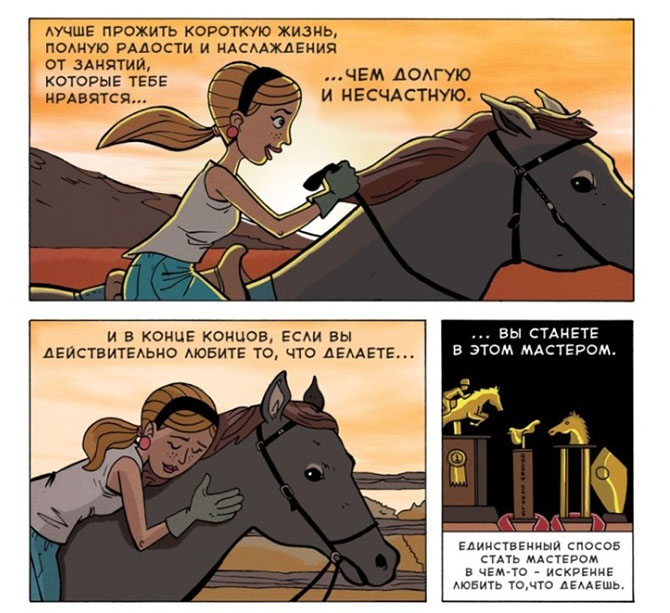 ЛУЧШЕ ПРОЖИТЬ КОРОТКУЮ ЖИЗНЬ,
ПОЛНУЮ РАДОСТИ И НАСЛАЖДЕНИЯ
ОТ ЗАНЯТИЙ,
КОТОРЫЕ ТЕБЕ
НРАВЯТСЯ...
...ЧЕМ ДОЛГУЮ
И НЕСЧАСТНУЮ.
И В КОНЦЕ КОНЦОВ, ЕСЛИ ВЫ
ДЕЙСТВИТЕЛЬНО ЛЮБИТЕ ТО, ЧТО ДЕЛАЕТЕ...
... ВЫ СТАНЕТЕ
В ЭТОМ МАСТЕРОМ.
ЕДИНСТВЕННЫЙ СПОСОБ
СТАТЬ МАСТЕРОМ
В ЧЕМ-ТО - ИСКРЕННЕ
ЛЮБИТЬ ТО,ЧТО ДЕЛАЕШЬ.